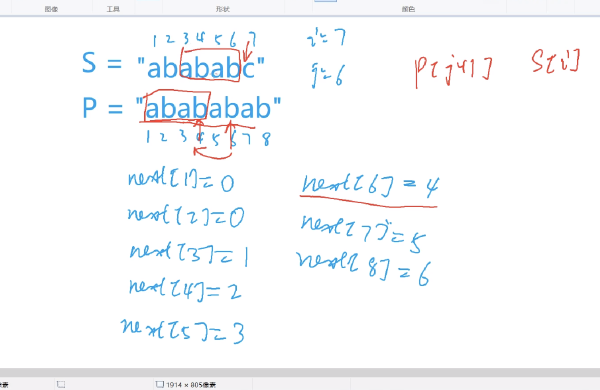 图像 工具 形状 颜色
1 2 3 4 5 6 7
S = "abababc"
P = "abababab"
1 2 3 4 5 6 7 8
i=7
j=6
P[j+1] S[i]
next[1]=0
next[2]=0
next[3]=1
next[4]=2
next[5]=3
next[6]=4
next[7]=5
next[8]=6
像素 1914 × 805像素